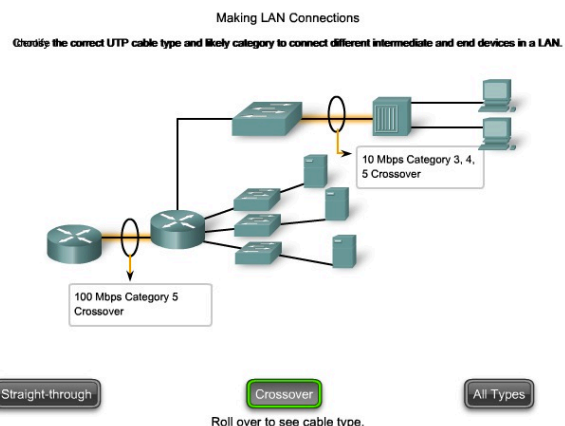 Making LAN Connections
the correct UTP cable type and likely category to connect different intermediate and end devices in a LAN.
10 Mbps Category 3, 4,
5 Crossover
100 Mbps Category 5
Crossover
Straight-through
Crossover
All Types
Roll over to see cable type.